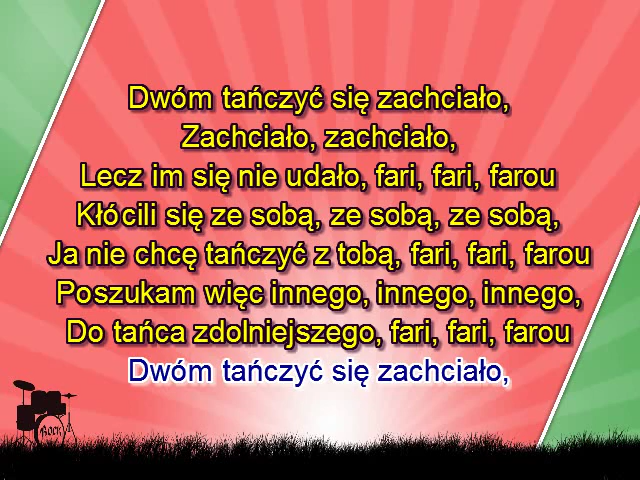 Dwóm tańczyć się zachciało,
Zachciało, zachciało,
Lecz im się nie udało, fari, fari, farou
Kłócili się ze sobą, ze sobą, ze sobą,
Ja nie chcę tańczyć z tobą, fari, fari, farou
Poszukam więc innego, innego, innego,
Do tańca zdolniejszego, fari, fari, farou
Dwóm tańczyć się zachciało,
Rock